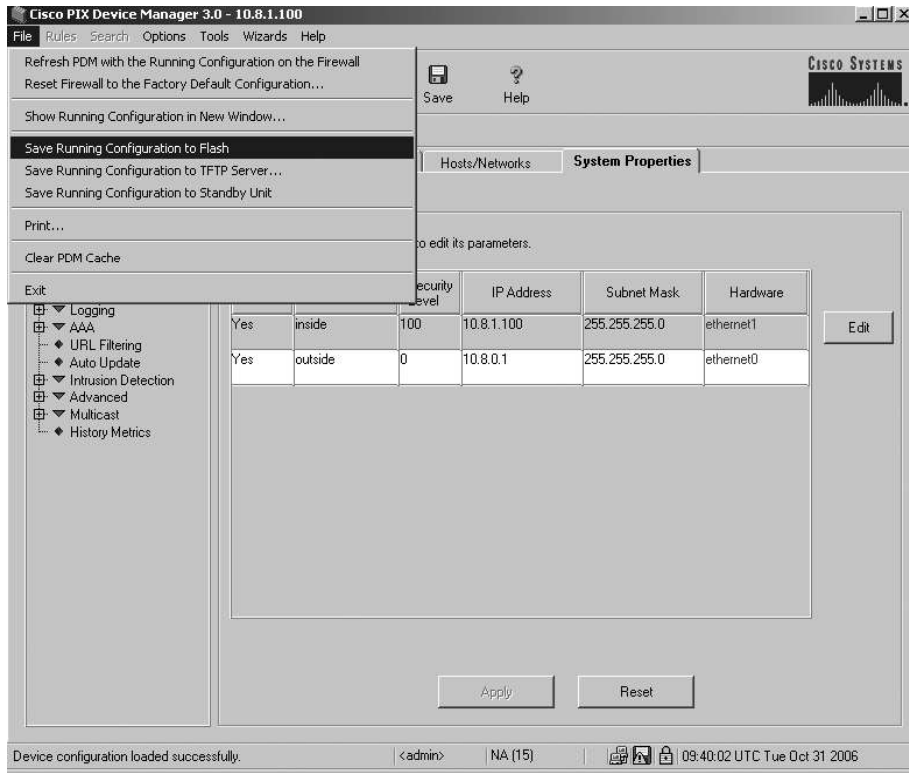 Cisco PIX Device Manager 3.0 - 10.8.1.100
File Rules Search Options Tools Wizards Help
Refresh PDM with the Running Configuration on the Firewall
Reset Firewall to the Factory Default Configuration...
Show Running Configuration in New Window...
Save Running Configuration to Flash
Save Running Configuration to TFTP Server...
Save Running Configuration to Standby Unit
Print...
Clear PDM Cache
Exit
Save Help
CISCO SYSTEMS
Hosts/Networks System Properties
to edit its parameters.
IP Address Subnet Mask Hardware
Yes inside 100 10.8.1.100 255.255.255.0 ethernet1
Yes outside 0 10.8.0.1 255.255.255.0 ethernet0
Edit
Logging
AAA
URL Filtering
Auto Update
Intrusion Detection
Advanced
Multicast
History Metrics
Apply Reset
Device configuration loaded successfully. <admin> NA (15) 09:40:02 UTC Tue Oct 31 2006